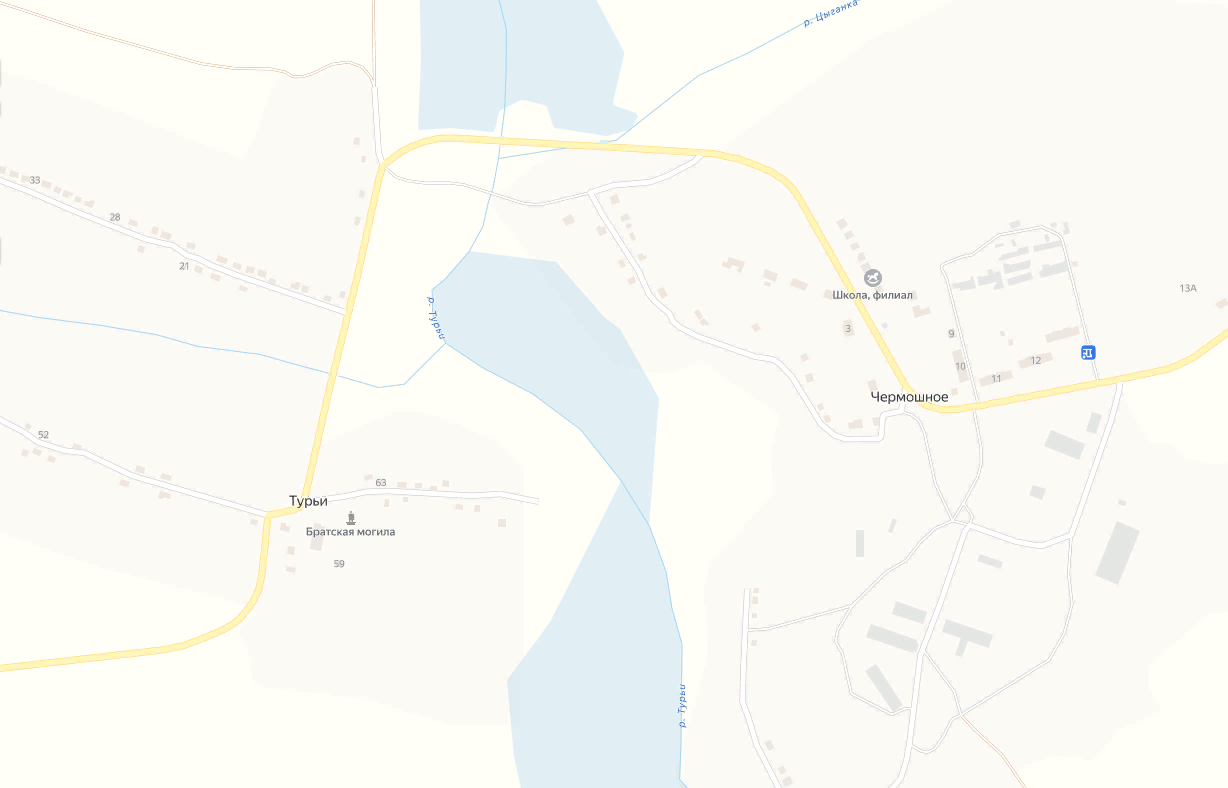 р. Цыганка
33
28
21
13А
Школа, филиал
р. Турьи
3
9
10
12
11
Чермошное
52
63
Турьи
Братская могила
59
р. Турьи